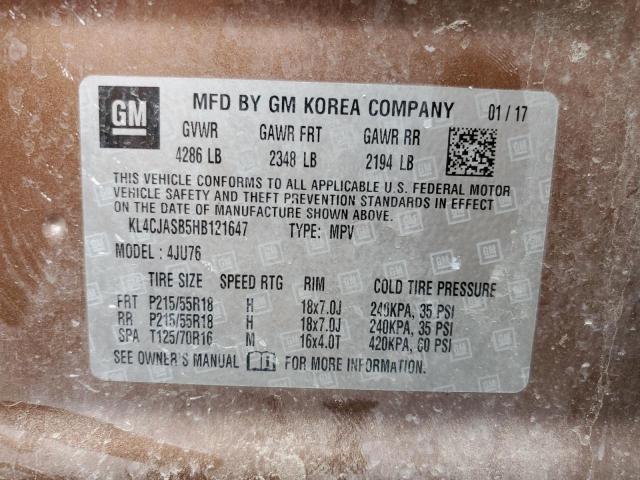 GM MFD BY GM KOREA COMPANY 01 / 17
GVWR GAWR FRT GAWR RR
4286 LB 2348 LB 2194 LB
THIS VEHICLE CONFORMS TO ALL APPLICABLE U.S. FEDERAL MOTOR
VEHICLE SAFETY AND THEFT PREVENTION STANDARDS IN EFFECT
ON THE DATE OF MANUFACTURE SHOWN ABOVE.
KL4CJASB5HB121647 TYPE: MPV
MODEL : 4JU76
TIRE SIZE SPEED RTG RIM COLD TIRE PRESSURE
FRT P215/55R18 H 18x7.0J 240KPA, 35 PSI
RR P215/55R18 H 18x7.0J 240KPA, 35 PSI
SPA T125/70R16 M 16x4.0T 420KPA, 60 PSI
SEE OWNER'S MANUAL FOR MORE INFORMATION.